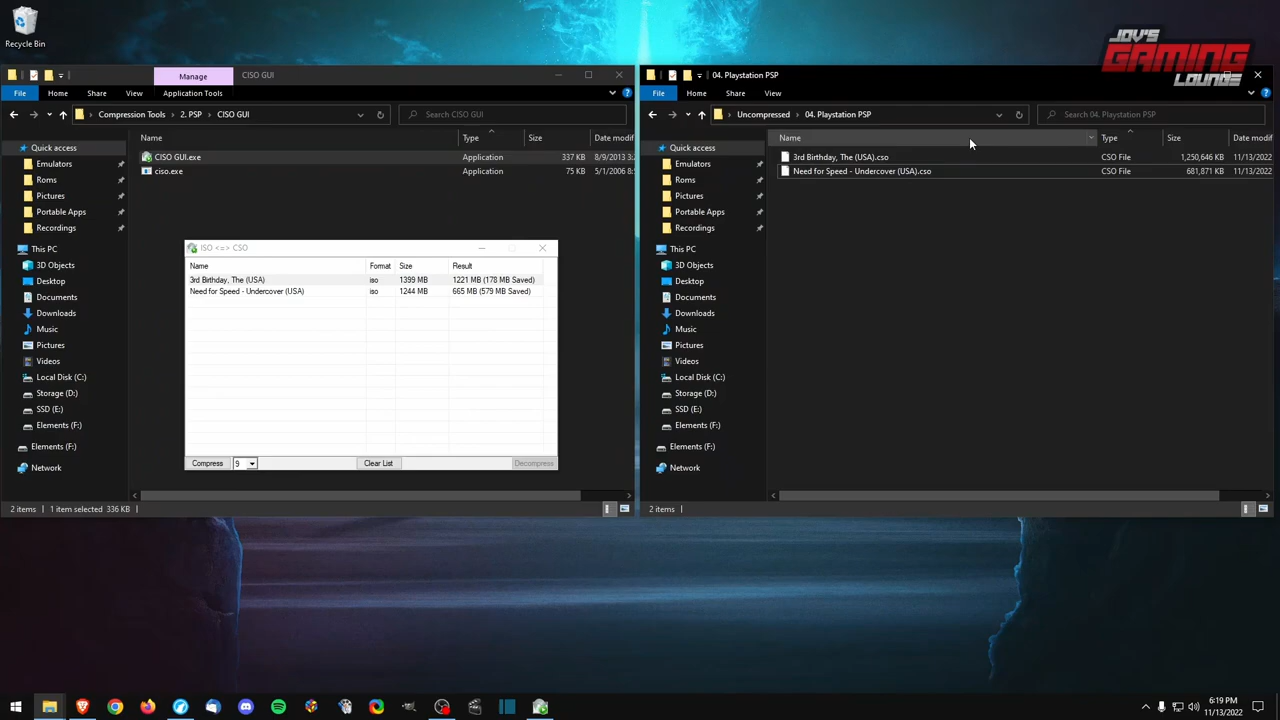 JOV'S
GAMING
LOUNGE
Recycle Bin
Manage
CISO GUI
File
Home
Share
View
Application Tools
Compression Tools
2. PSP
CISO GUI
Search CISO GUI
Name
Type
Size
Date modif
Quick access
Emulators
Roms
Pictures
Portable Apps
Recordings
This PC
3D Objects
Desktop
Documents
Downloads
Music
Pictures
Videos
Local Disk (C:)
Storage (D:)
SSD (E:)
Elements (F:)
Elements (F:)
Network
CISO GUI.exe
Application
337 KB
8/9/2013 3:2
ciso.exe
Application
75 KB
5/1/2006 8:
ISO <=> CSO
Name
Format
Size
Result
3rd Birthday, The (USA)
iso
1399 MB
1221 MB (178 MB Saved)
Need for Speed - Undercover (USA)
iso
1244 MB
665 MB (579 MB Saved)
Compress
9
Clear List
Decompress
2 items
1 item selected 336 KB
04. Playstation PSP
File
Home
Share
View
Uncompressed
04. Playstation PSP
Search 04. Playstation PSP
Name
Type
Size
Date modif
Quick access
Emulators
Roms
Pictures
Portable Apps
Recordings
This PC
3D Objects
Desktop
Documents
Downloads
Music
Pictures
Videos
Local Disk (C:)
Storage (D:)
SSD (E:)
Elements (F:)
Elements (F:)
Network
3rd Birthday, The (USA).cso
CSO File
1,250,646 KB
11/13/2022
Need for Speed - Undercover (USA).cso
CSO File
681,871 KB
11/13/2022
2 items
6:19 PM
11/13/2022